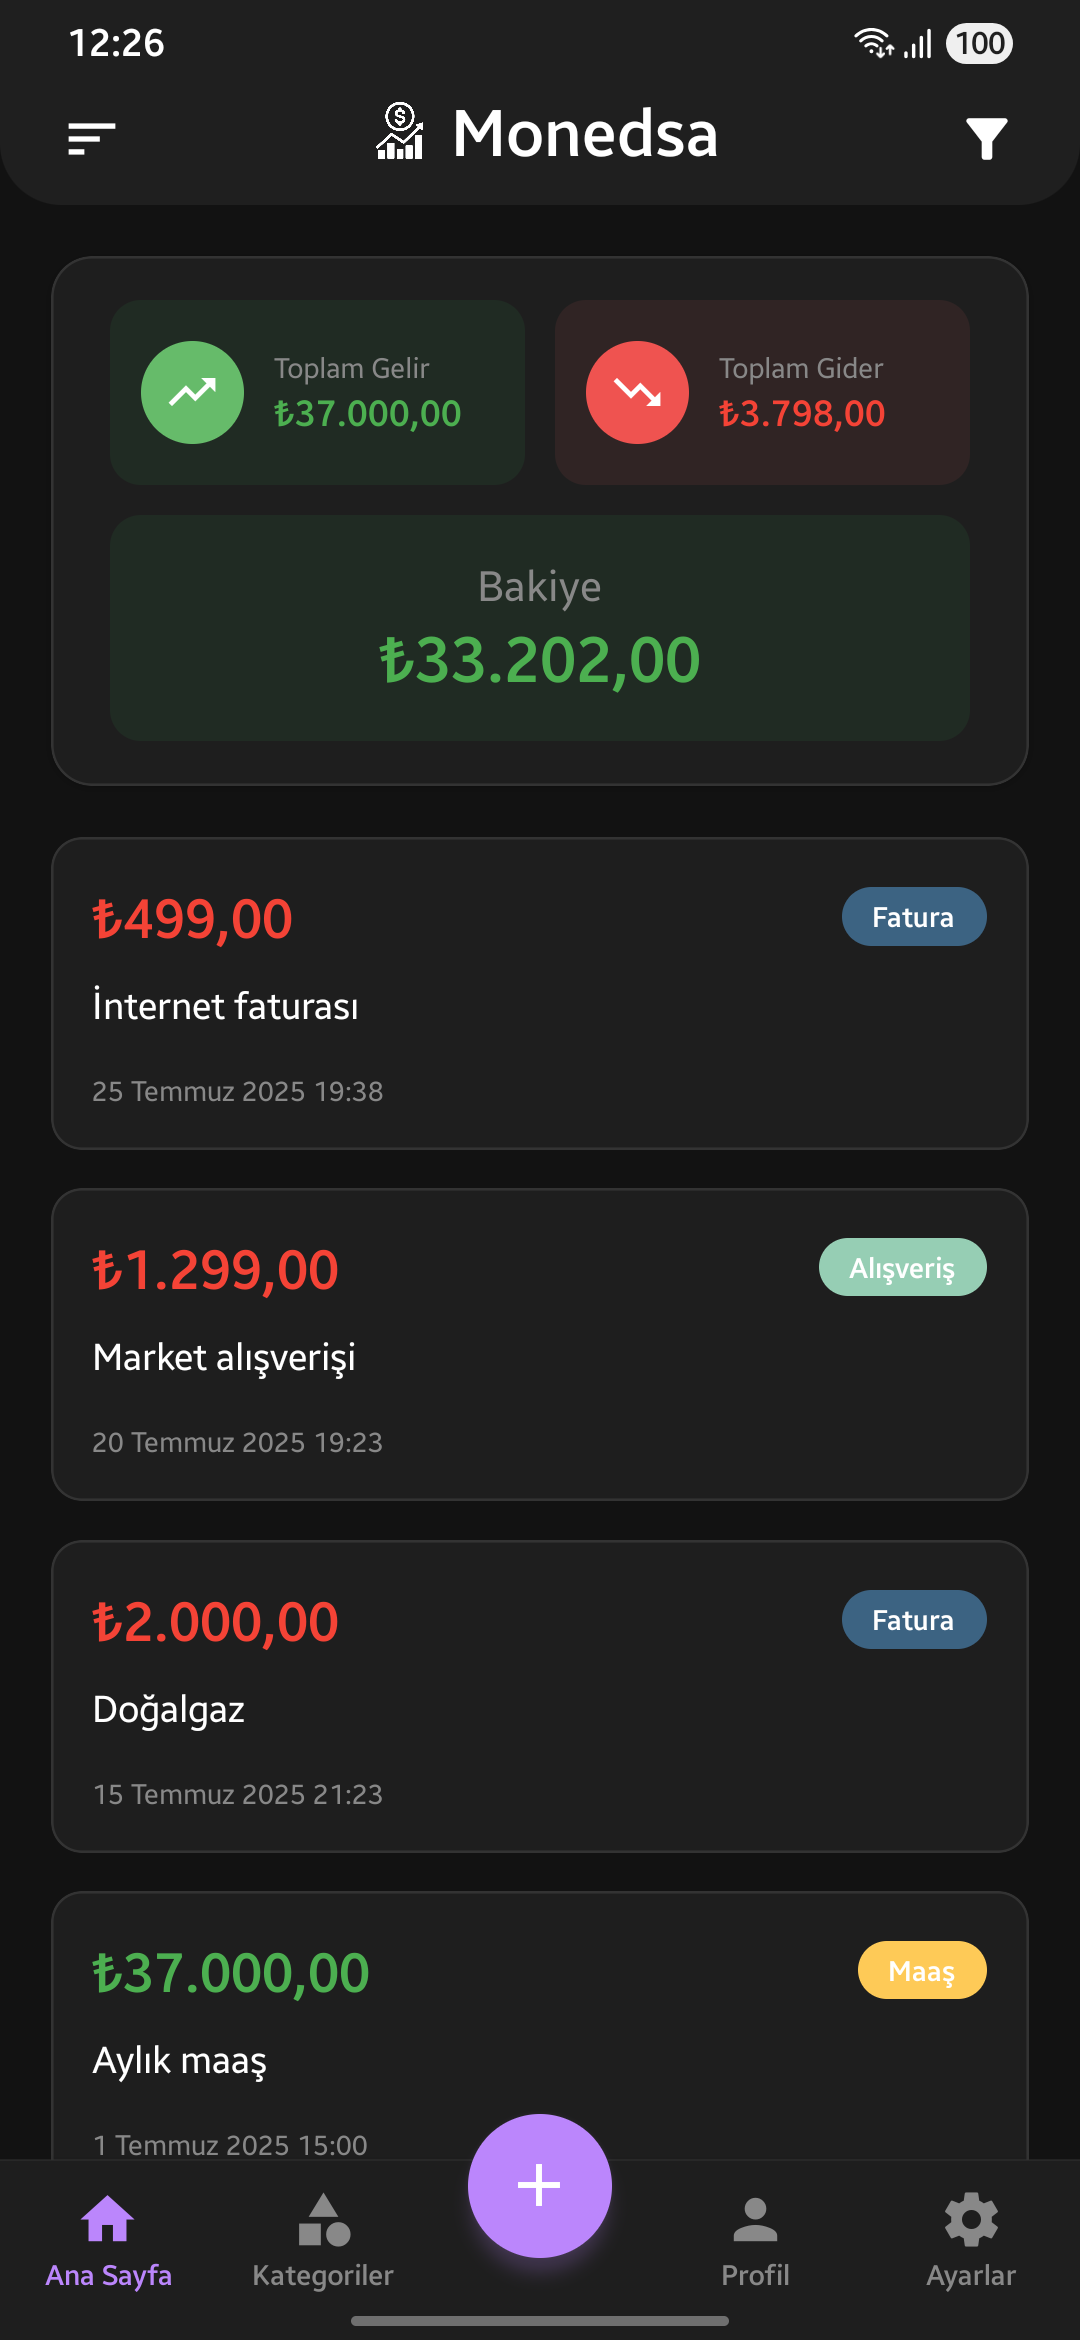 12:26
100
Monedsa
Toplam Gelir
₺37.000,00
Toplam Gider
₺3.798,00
Bakiye
₺33.202,00
₺499,00
Fatura
İnternet faturası
25 Temmuz 2025 19:38
₺1.299,00
Alışveriş
Market alışverişi
20 Temmuz 2025 19:23
₺2.000,00
Fatura
Doğalgaz
15 Temmuz 2025 21:23
₺37.000,00
Maaş
Aylık maaş
1 Temmuz 2025 15:00
Ana Sayfa
Kategoriler
Profil
Ayarlar